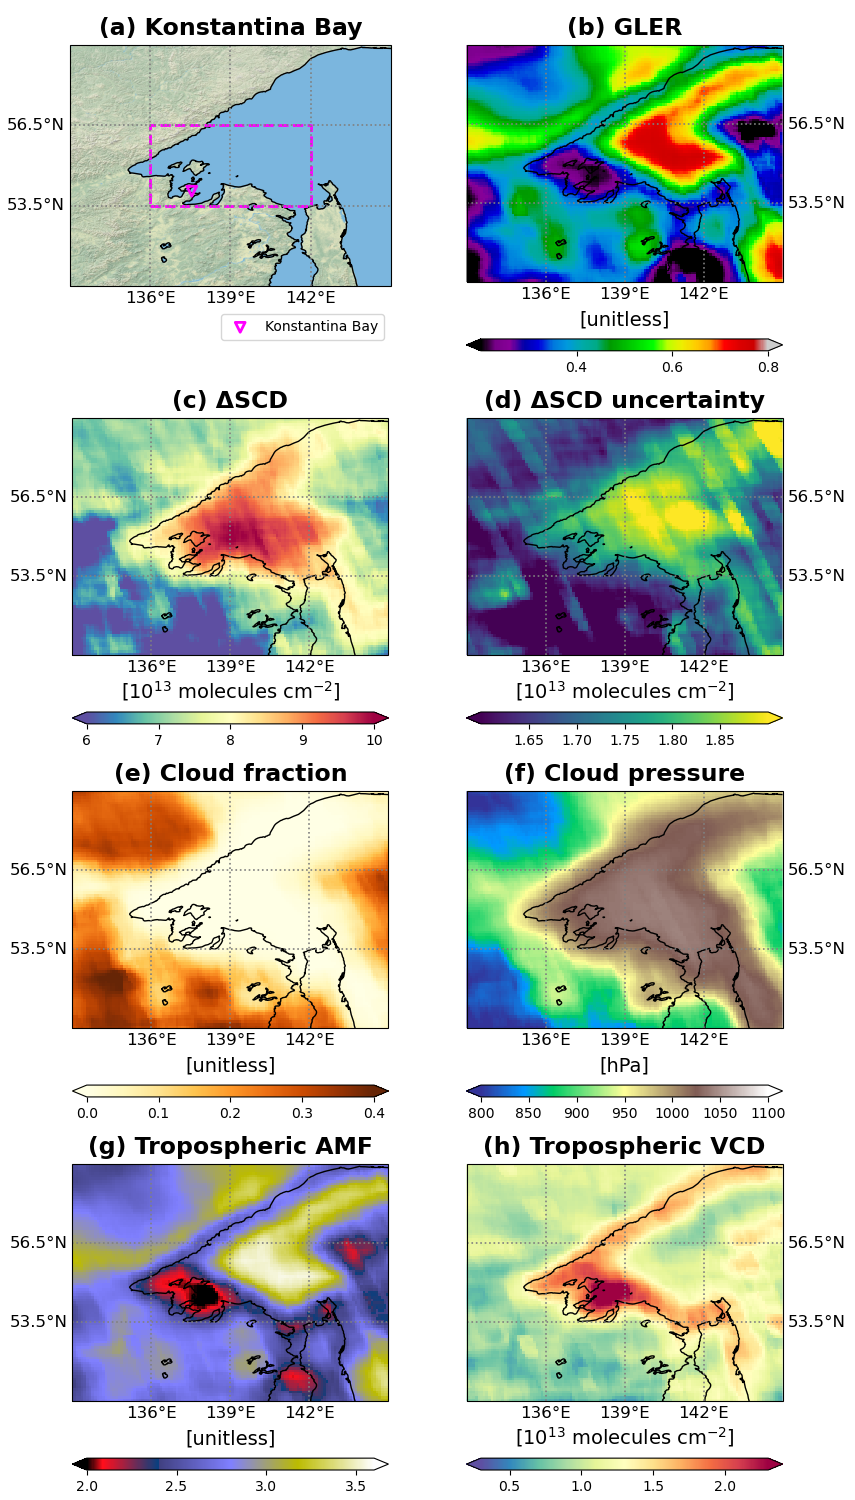 (a) Konstantina Bay
(b) GLER
56.5°N
56.5°N
53.5°N
53.5°N
136°E 139°E 142°E
136°E 139°E 142°E
Konstantina Bay
[unitless]
0.4 0.6 0.8
(c) ΔSCD
(d) ΔSCD uncertainty
56.5°N
56.5°N
53.5°N
53.5°N
136°E 139°E 142°E
136°E 139°E 142°E
[10¹³ molecules cm⁻²]
[10¹³ molecules cm⁻²]
6 7 8 9 10
1.65 1.70 1.75 1.80 1.85
(e) Cloud fraction
(f) Cloud pressure
56.5°N
56.5°N
53.5°N
53.5°N
136°E 139°E 142°E
136°E 139°E 142°E
[unitless]
[hPa]
0.0 0.1 0.2 0.3 0.4
800 850 900 950 1000 1050 1100
(g) Tropospheric AMF
(h) Tropospheric VCD
56.5°N
56.5°N
53.5°N
53.5°N
136°E 139°E 142°E
136°E 139°E 142°E
[unitless]
[10¹³ molecules cm⁻²]
2.0 2.5 3.0 3.5
0.5 1.0 1.5 2.0